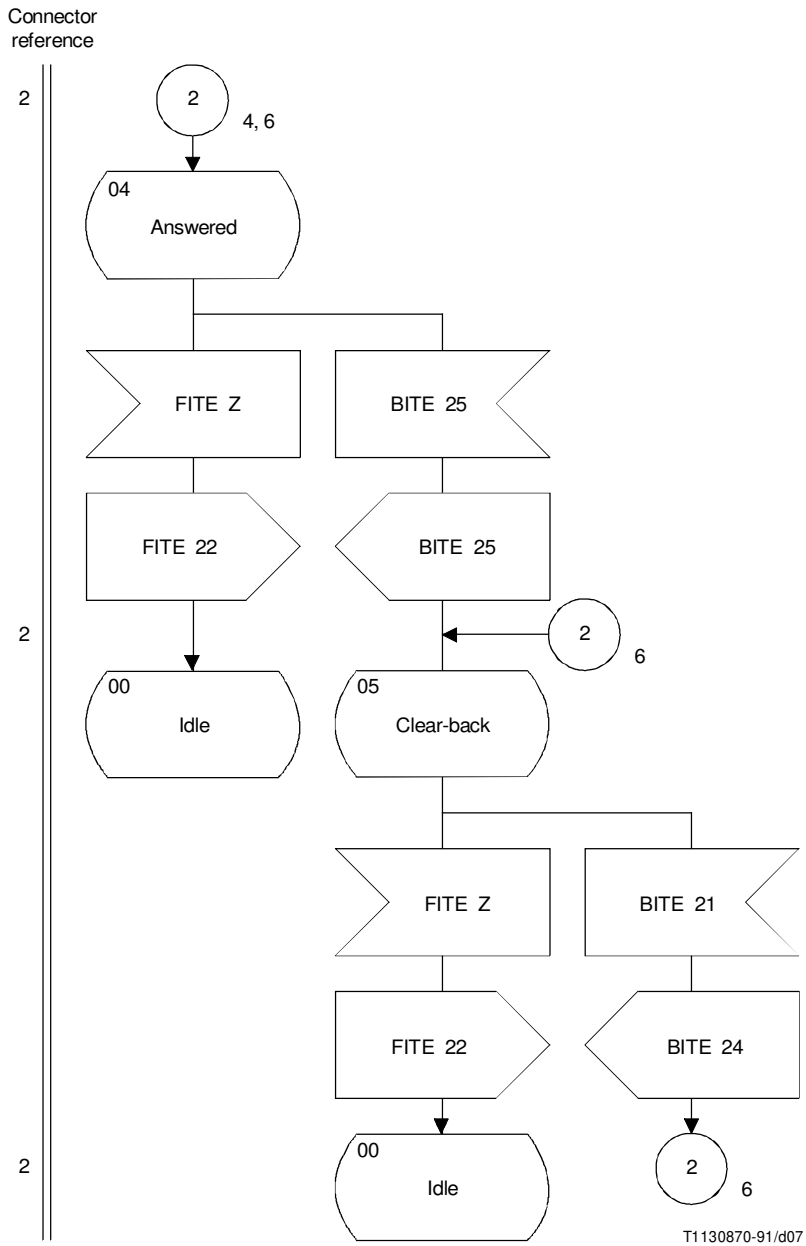 Connector
reference
2
2
4, 6
04
Answered
FITE Z
BITE 25
FITE 22
BITE 25
2
2
6
00
Idle
05
Clear-back
FITE Z
BITE 21
FITE 22
BITE 24
2
00
Idle
2
6
T1130870-91/d07